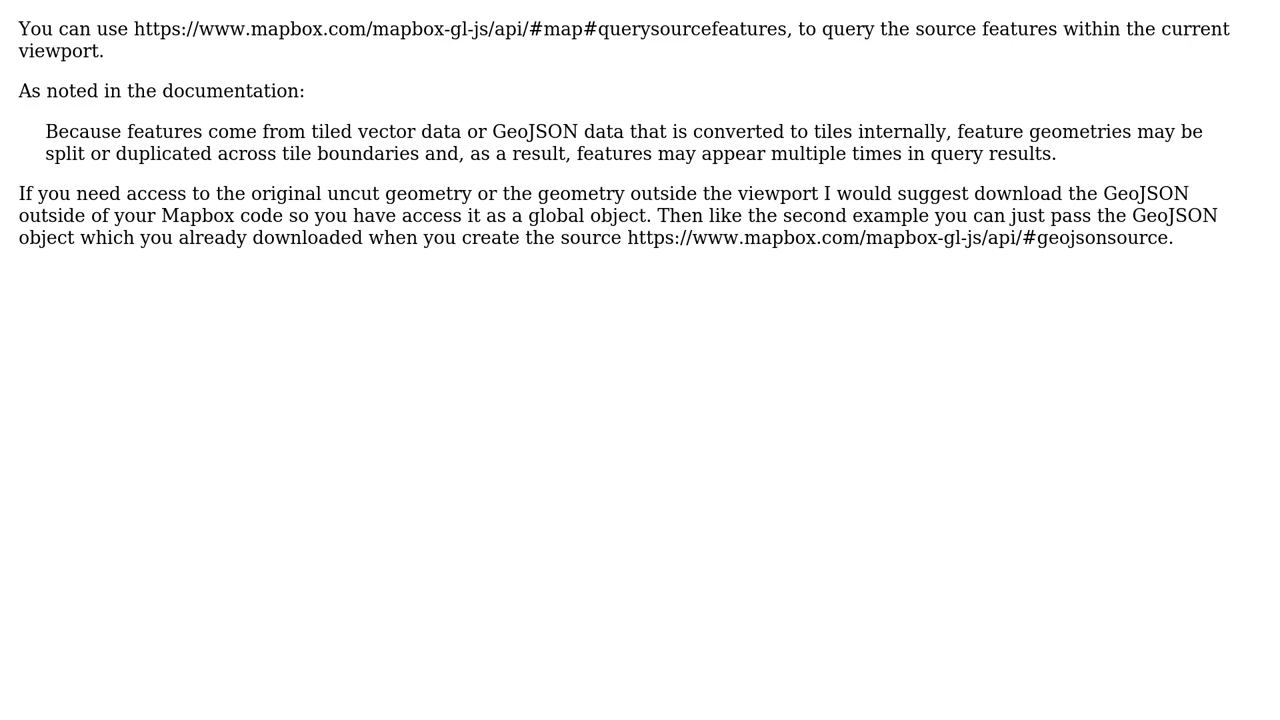 You can use https://www.mapbox.com/mapbox-gl-js/api/#map#querysourcefeatures, to query the source features within the current
viewport.
As noted in the documentation:
Because features come from tiled vector data or GeoJSON data that is converted to tiles internally, feature geometries may be
split or duplicated across tile boundaries and, as a result, features may appear multiple times in query results.
If you need access to the original uncut geometry or the geometry outside the viewport I would suggest download the GeoJSON
outside of your Mapbox code so you have access it as a global object. Then like the second example you can just pass the GeoJSON
object which you already downloaded when you create the source https://www.mapbox.com/mapbox-gl-js/api/#geojsonsource.